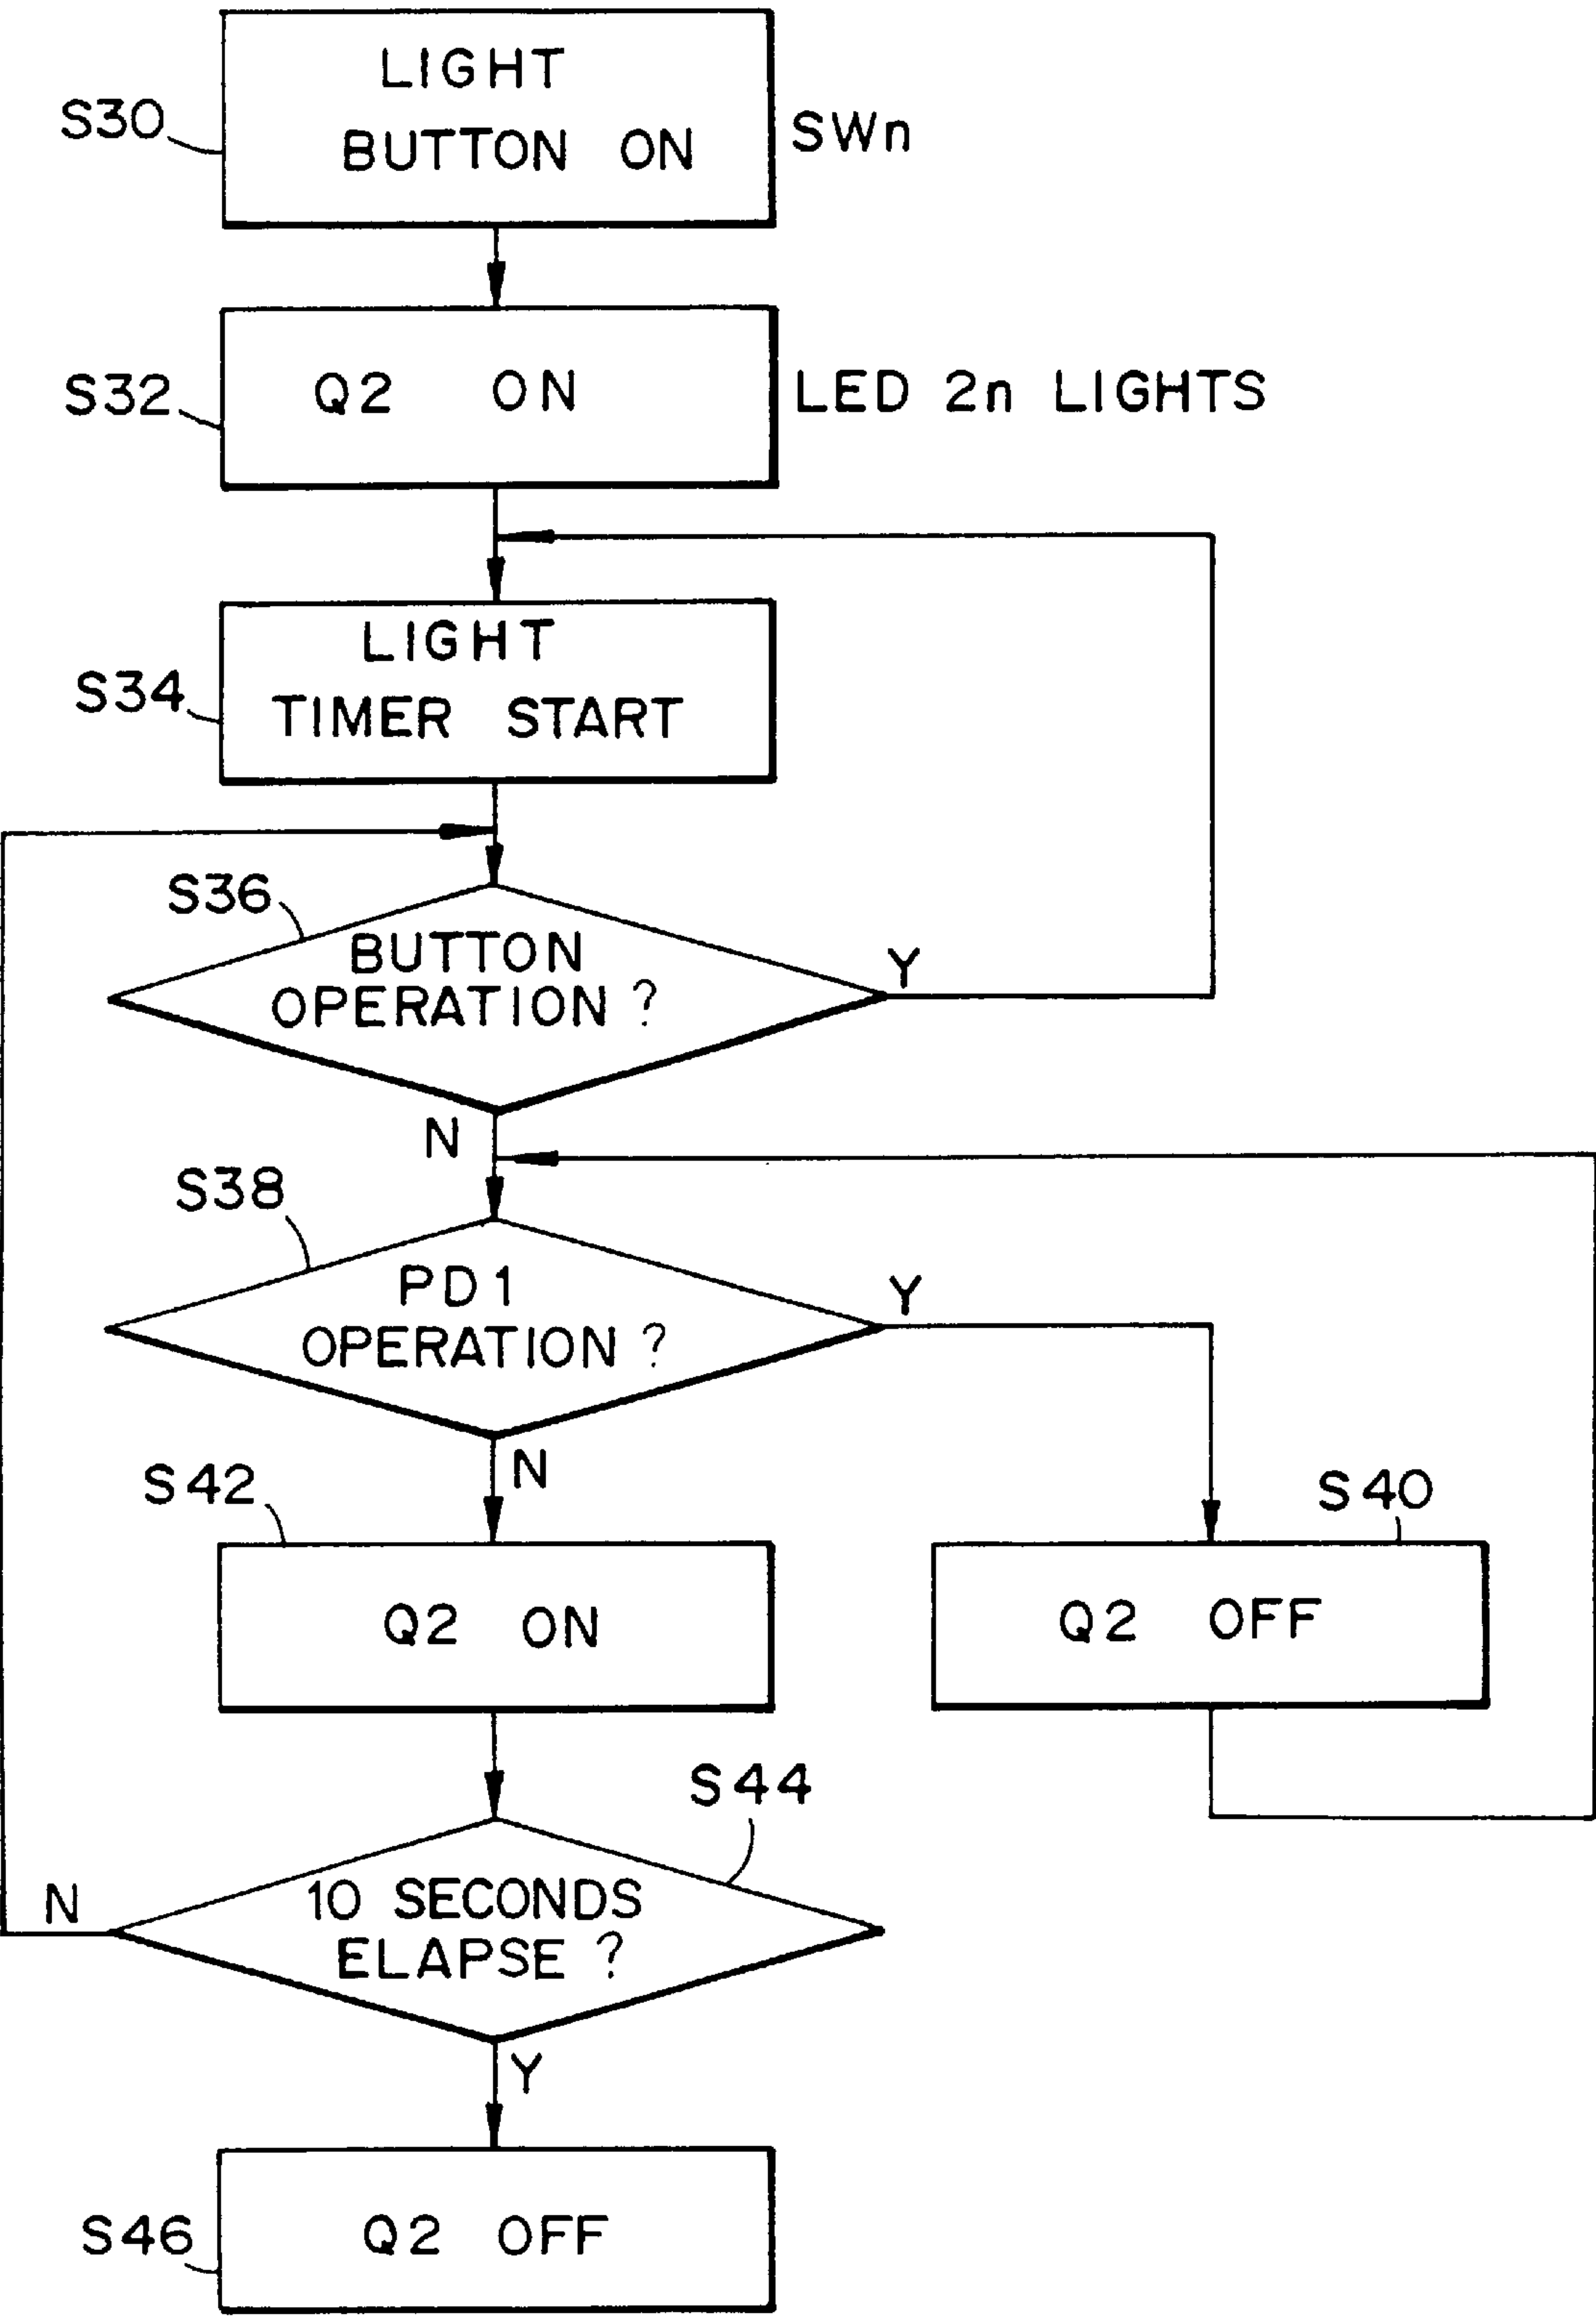 LIGHT
BUTTON ON
S30
SWn
Q2 ON
S32
LED 2n LIGHTS
LIGHT
TIMER START
S34
S36
BUTTON
OPERATION ?
Y
N
S38
PD1
OPERATION ?
Y
N
S42
S40
Q2 ON
Q2 OFF
S44
10 SECONDS
ELAPSE ?
N
Y
Q2 OFF
S46